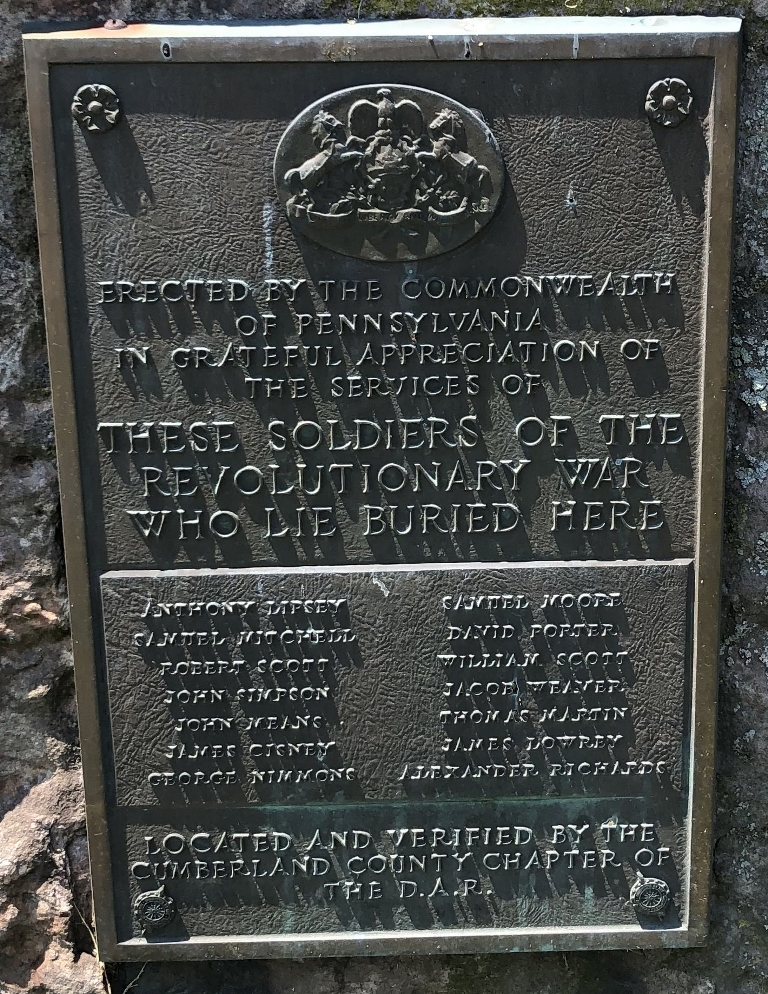 ERECTED BY THE COMMONWEALTH
OF PENNSYLVANIA
IN GRATEFUL APPRECIATION OF
THE SERVICES OF
THESE SOLDIERS OF THE
REVOLUTIONARY WAR
WHO LIE BURIED HERE
ANTHONY LIPSEY
SAMUEL MITCHELL
ROBERT SCOTT
JOHN SIMPSON
JOHN MEANS
JAMES CISNEY
GEORGE NIMMONS
SAMUEL MOORE
DAVID PORTER
WILLIAM SCOTT
JACOB WEAVER
THOMAS MARTIN
JAMES LOWREY
ALEXANDER RICHARDS
LOCATED AND VERIFIED BY THE
CUMBERLAND COUNTY CHAPTER OF
THE D.A.R.